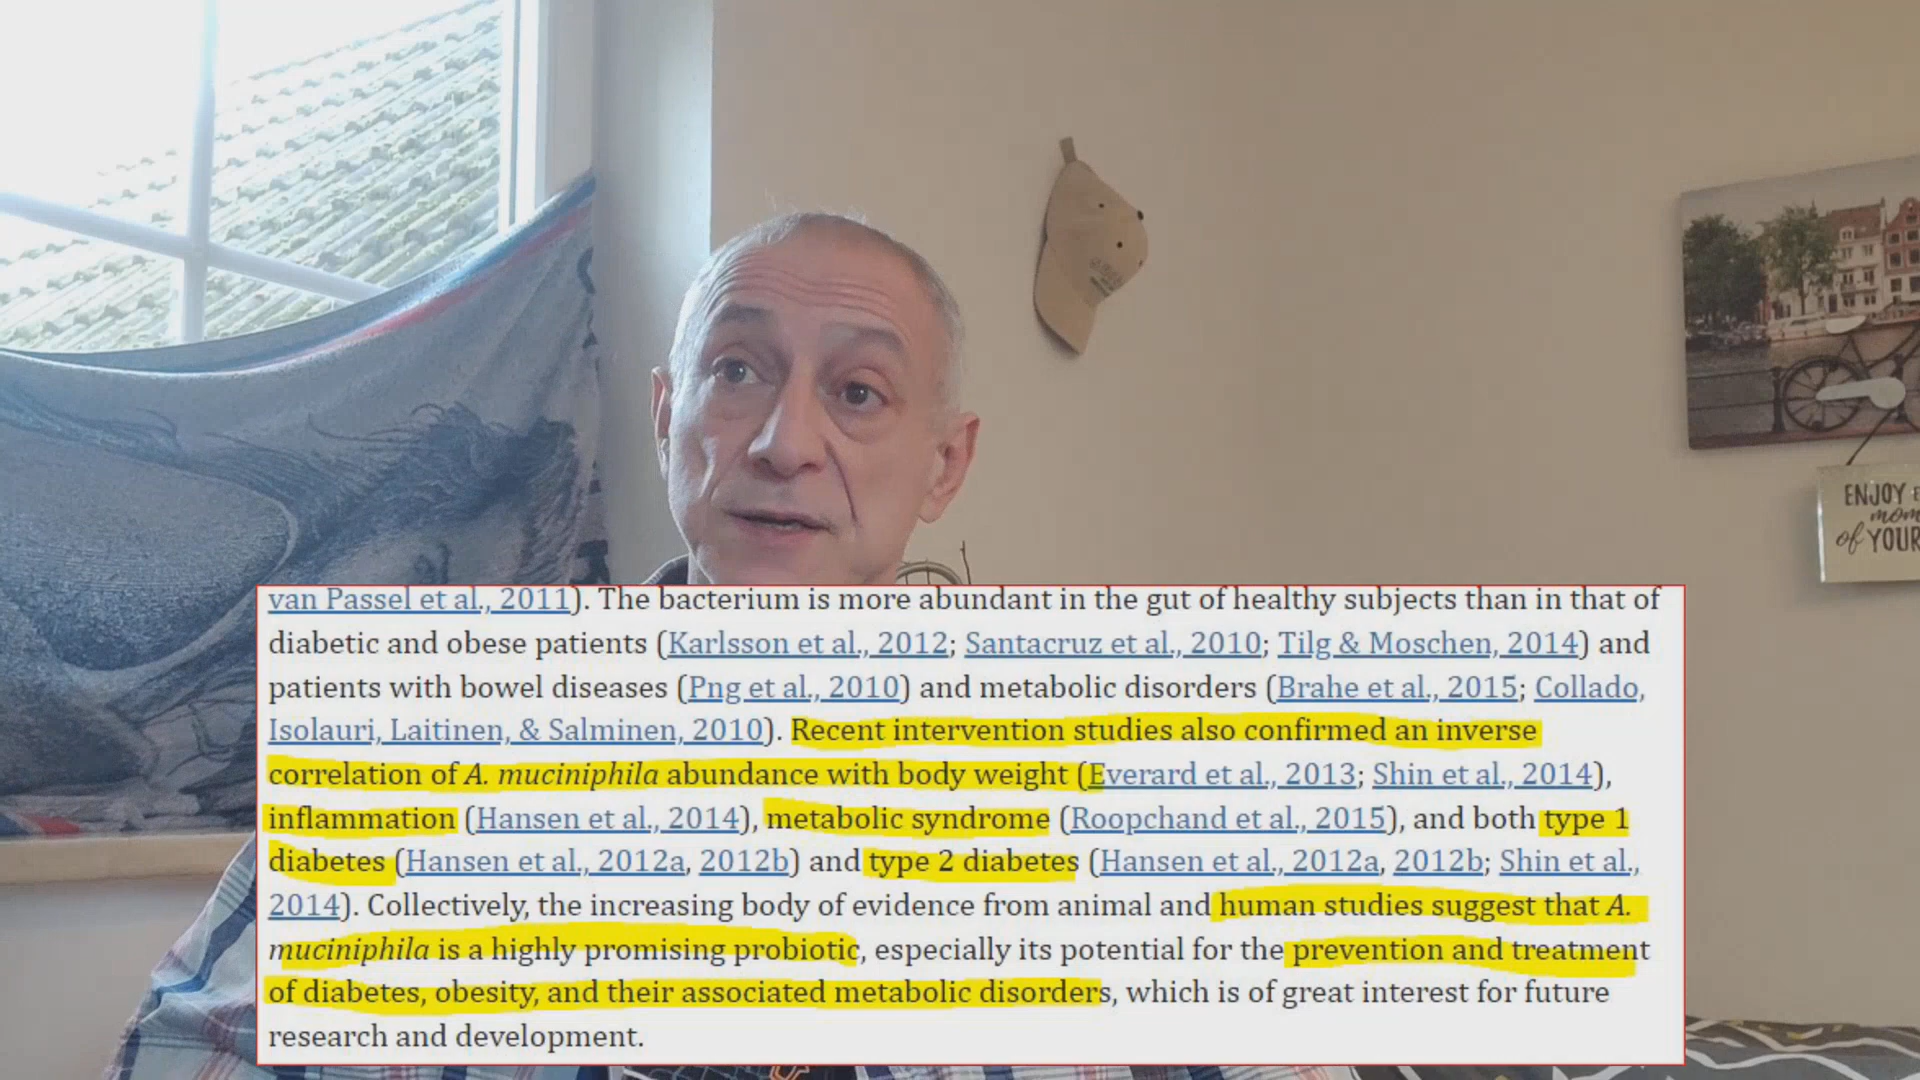 ENJOY
mom
of YOUR
van Passel et al., 2011). The bacterium is more abundant in the gut of healthy subjects than in that of
diabetic and obese patients (Karlsson et al., 2012; Santacruz et al., 2010; Tilg & Moschen, 2014) and
patients with bowel diseases (Png et al., 2010) and metabolic disorders (Brahe et al., 2015; Collado,
Isolauri, Laitinen, & Salminen, 2010). Recent intervention studies also confirmed an inverse
correlation of A. muciniphila abundance with body weight (Everard et al., 2013; Shin et al., 2014),
inflammation (Hansen et al., 2014), metabolic syndrome (Roopchand et al., 2015), and both type 1
diabetes (Hansen et al., 2012a, 2012b) and type 2 diabetes (Hansen et al., 2012a, 2012b; Shin et al.,
2014). Collectively, the increasing body of evidence from animal and human studies suggest that A.
muciniphila is a highly promising probiotic, especially its potential for the prevention and treatment
of diabetes, obesity, and their associated metabolic disorders, which is of great interest for future
research and development.